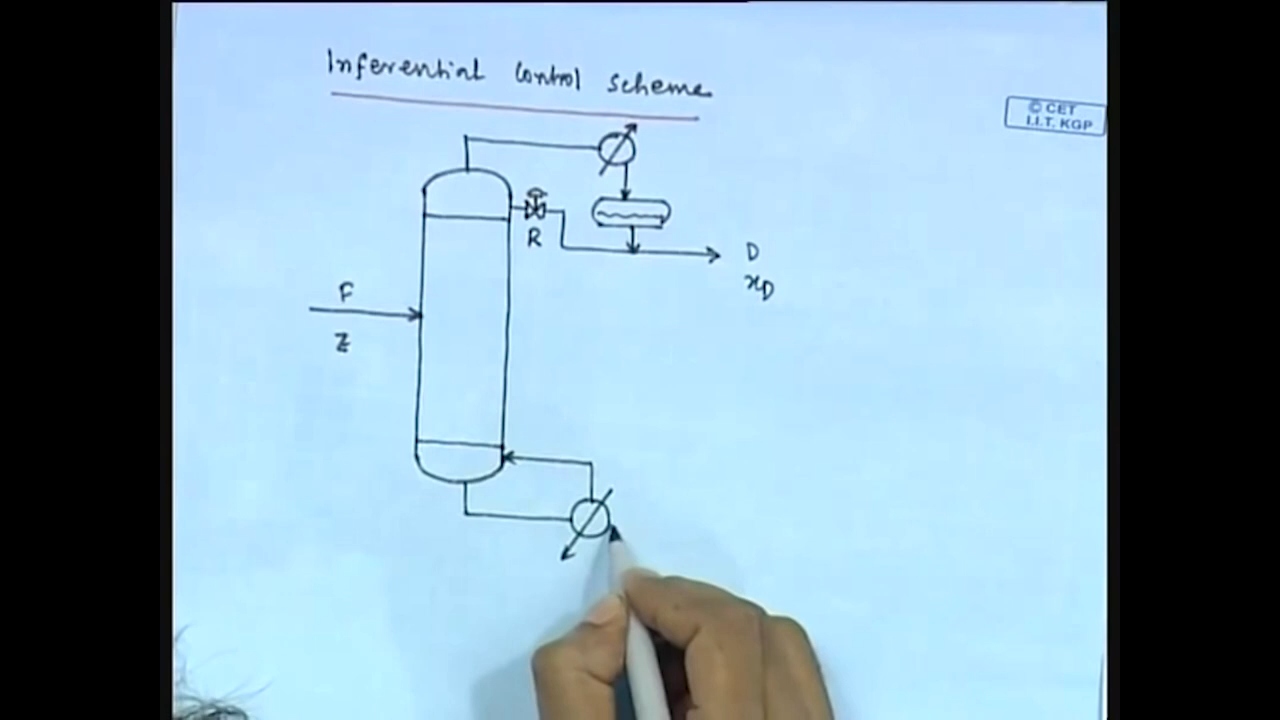 Inferential Control Scheme
© CET
I.I.T. KGP
R
D
xD
F
Z